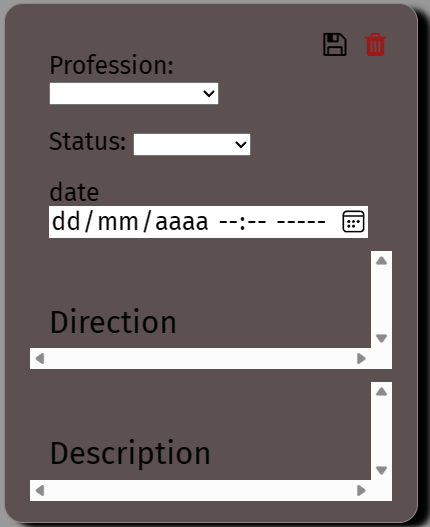 Profession:
Status:
date
dd/mm/aaaa --:-- -----
Direction
Description